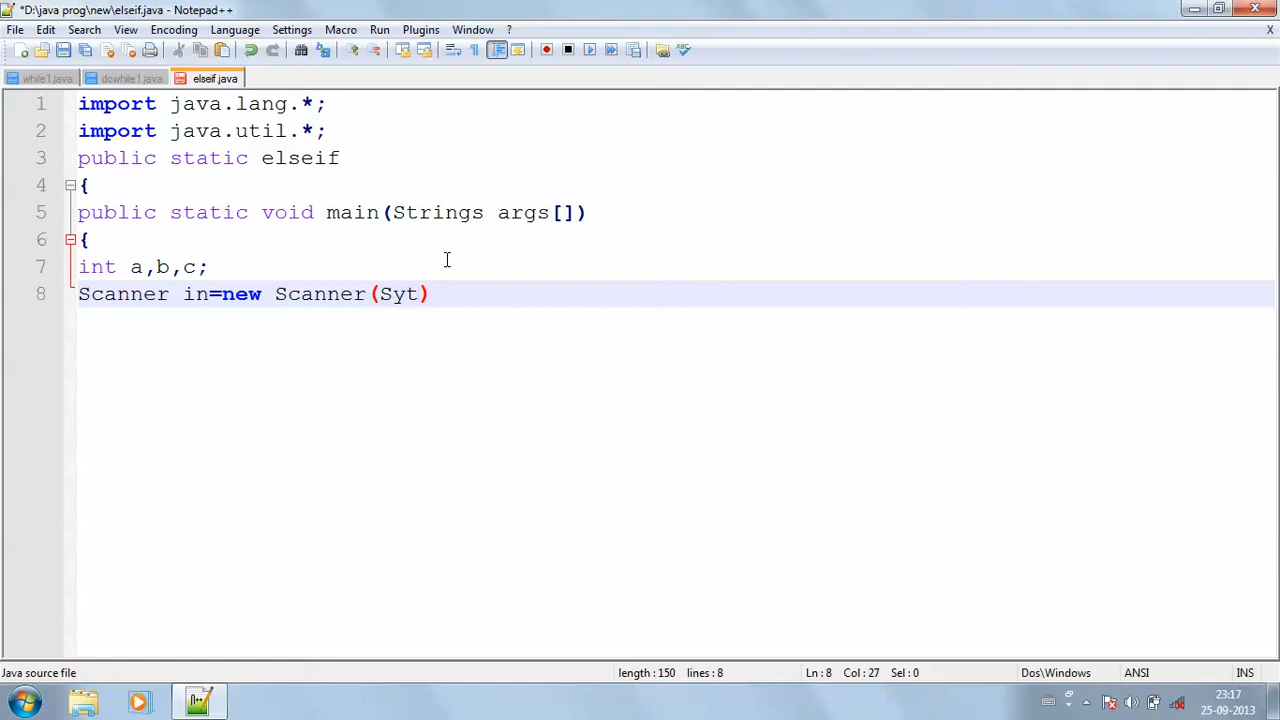 *D:\java prog\new\elseif.java - Notepad++
File Edit Search View Encoding Language Settings Macro Run Plugins Window ? X
while1.java dowhile1.java elseif.java
1 import java.lang.*;
2 import java.util.*;
3 public static elseif
4 {
5 public static void main(Strings args[])
6 {
7 int a,b,c;
8 Scanner in=new Scanner(Syt)
Java source file length : 150 lines : 8 Ln : 8 Col : 27 Sel : 0 Dos\Windows ANSI INS
23:17
25-09-2013